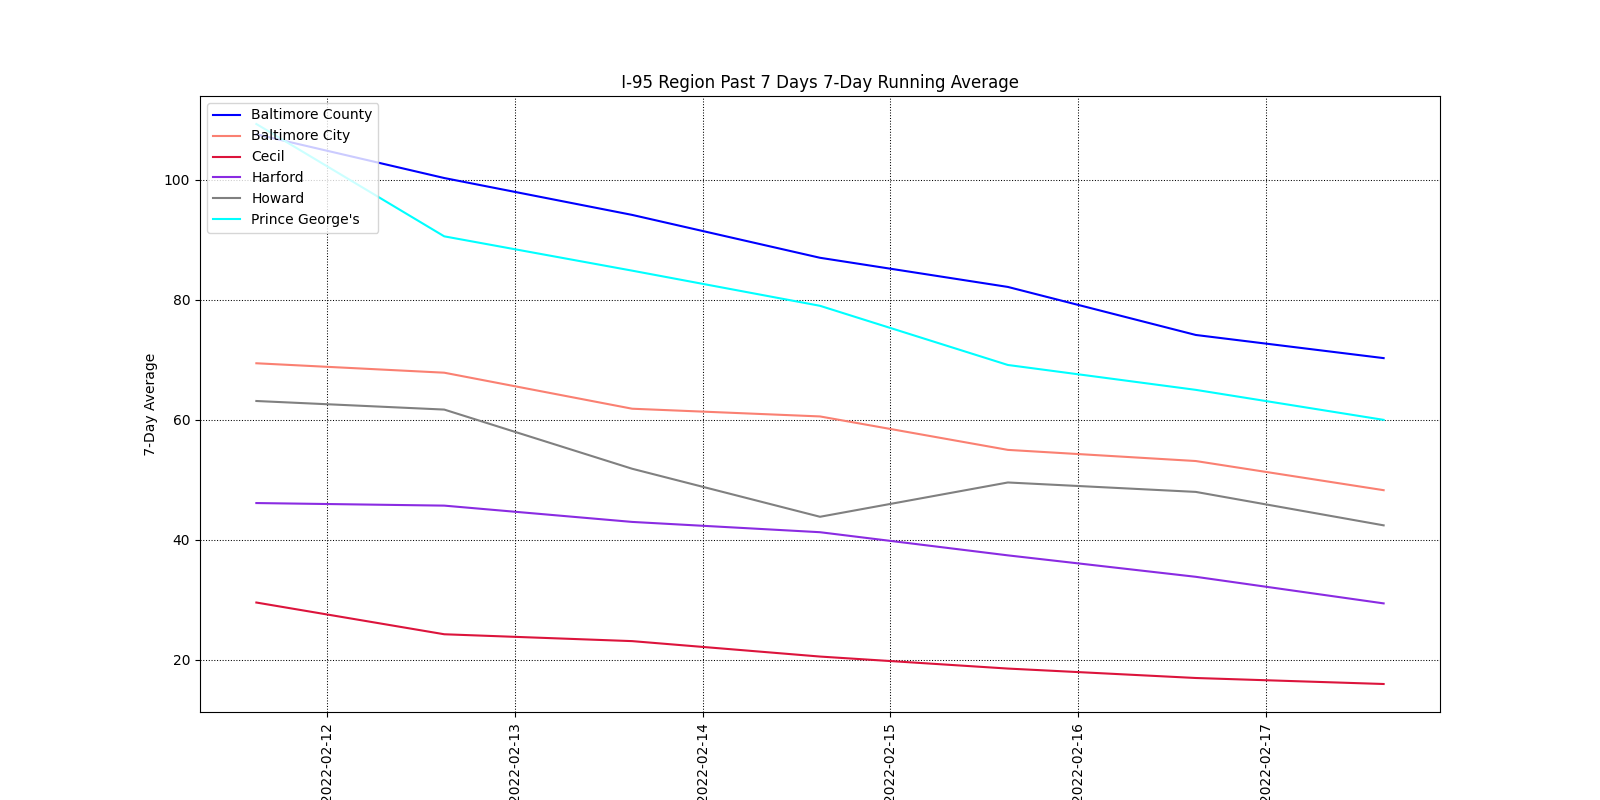 I-95 Region Past 7 Days 7-Day Running Average
Baltimore County
Baltimore City
Cecil
Harford
Howard
Prince George's
100
80
60
40
20
7-Day Average
2022-02-12
2022-02-13
2022-02-14
2022-02-15
2022-02-16
2022-02-17